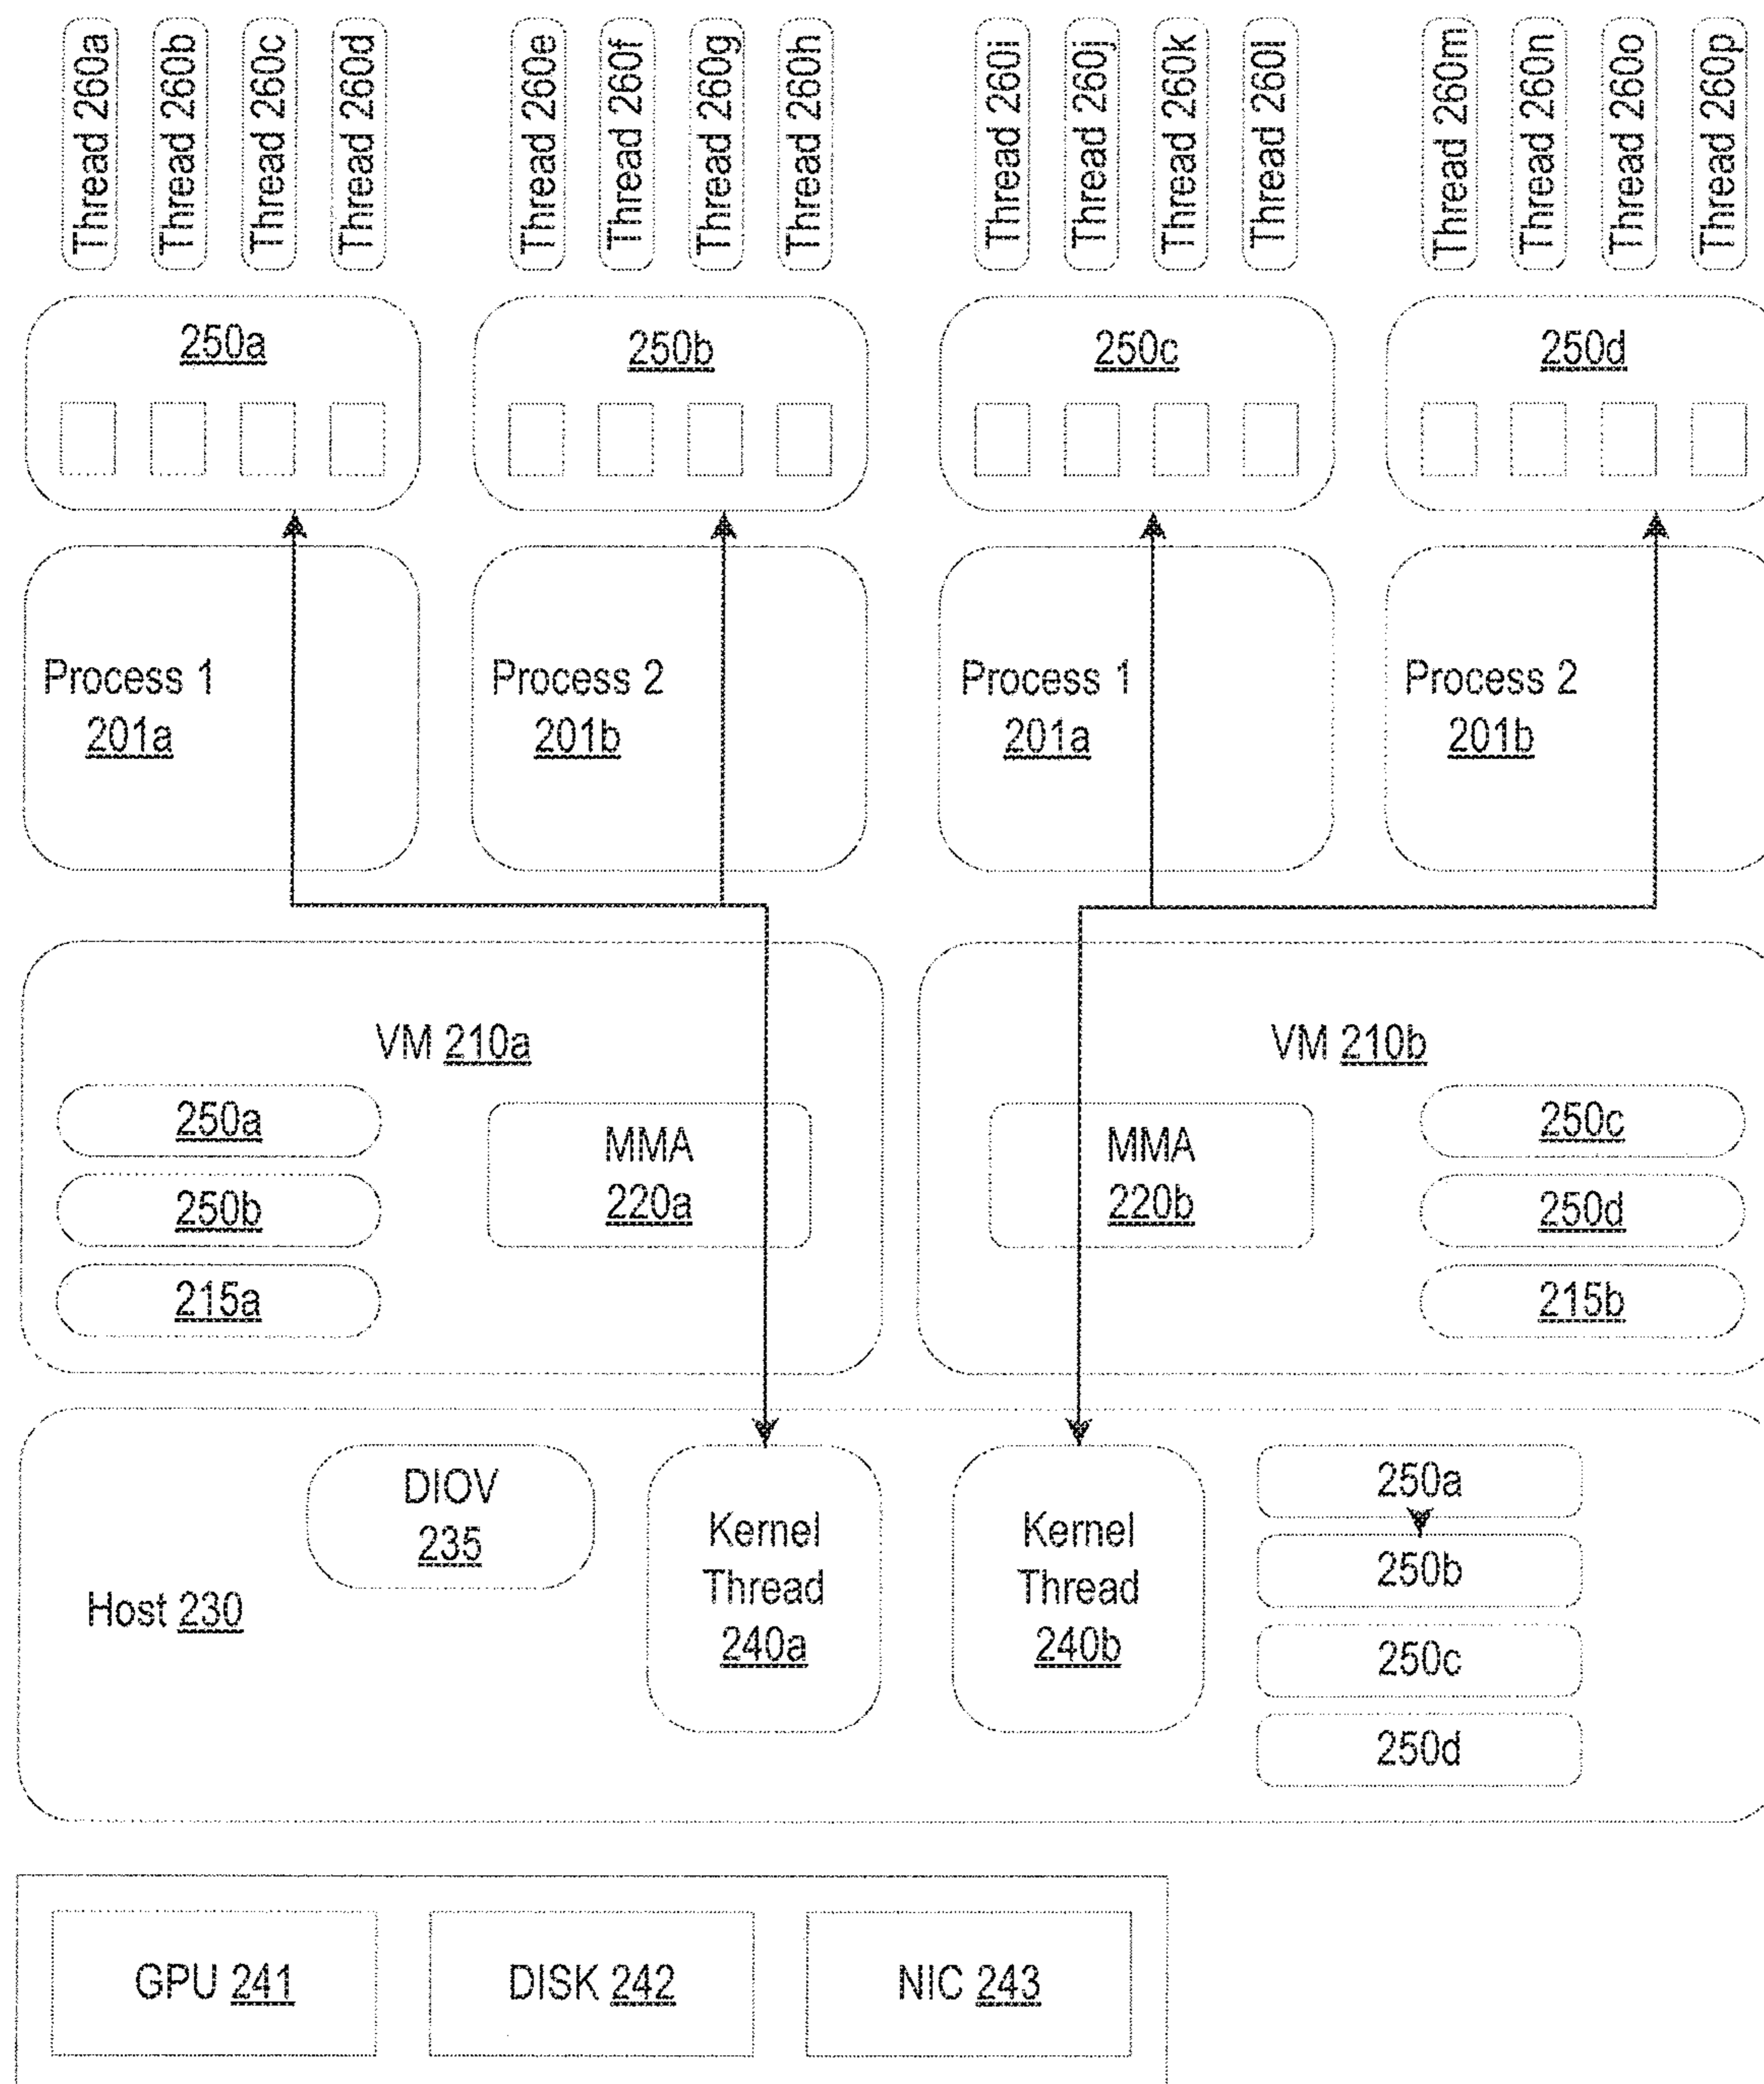 Thread 260a
Thread 260b
Thread 260c
Thread 260d
Thread 260e
Thread 260f
Thread 260g
Thread 260h
Thread 260i
Thread 260j
Thread 260k
Thread 260l
Thread 260m
Thread 260n
Thread 260o
Thread 260p
250a
250b
250c
250d
Process 1
201a
Process 2
201b
Process 1
201a
Process 2
201b
VM 210a
250a
250b
215a
MMA
220a
VM 210b
MMA
220b
250c
250d
215b
Host 230
DIOV
235
Kernel
Thread
240a
Kernel
Thread
240b
250a
250b
250c
250d
GPU 241
DISK 242
NIC 243